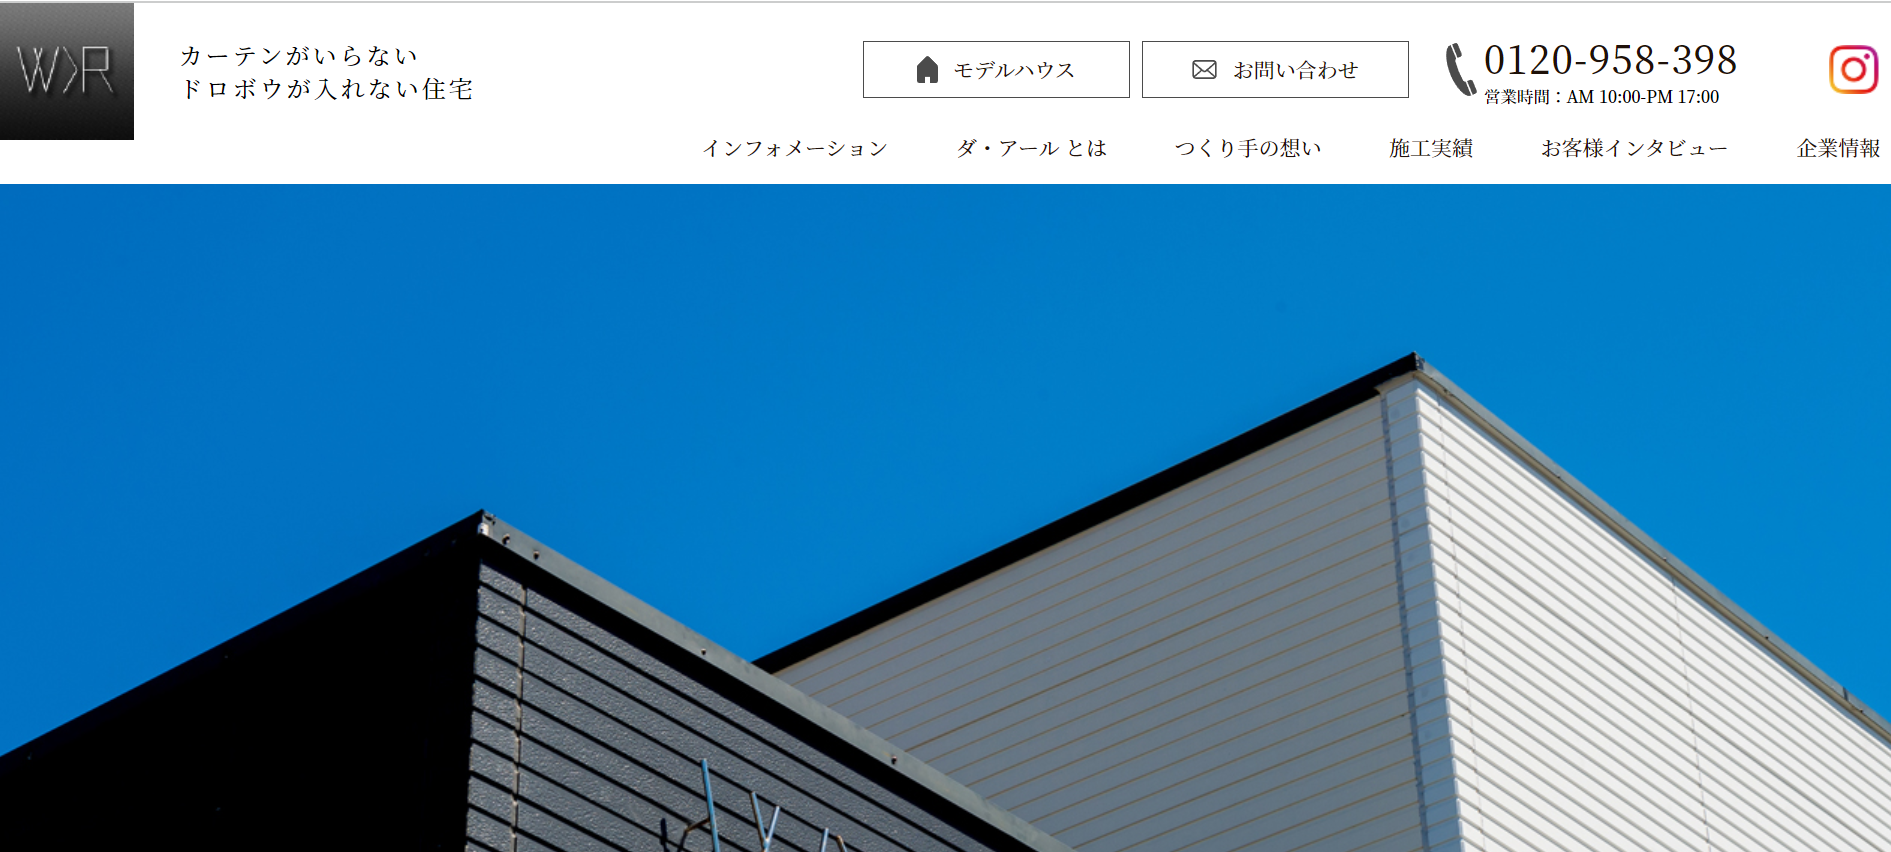 カーテンがいらない
ドロボウが入れない住宅
モデルハウス
お問い合わせ
0120-958-398
営業時間：AM 10:00-PM 17:00
インフォメーション
ダ・アール とは
つくり手の想い
施工実績
お客様インタビュー
企業情報